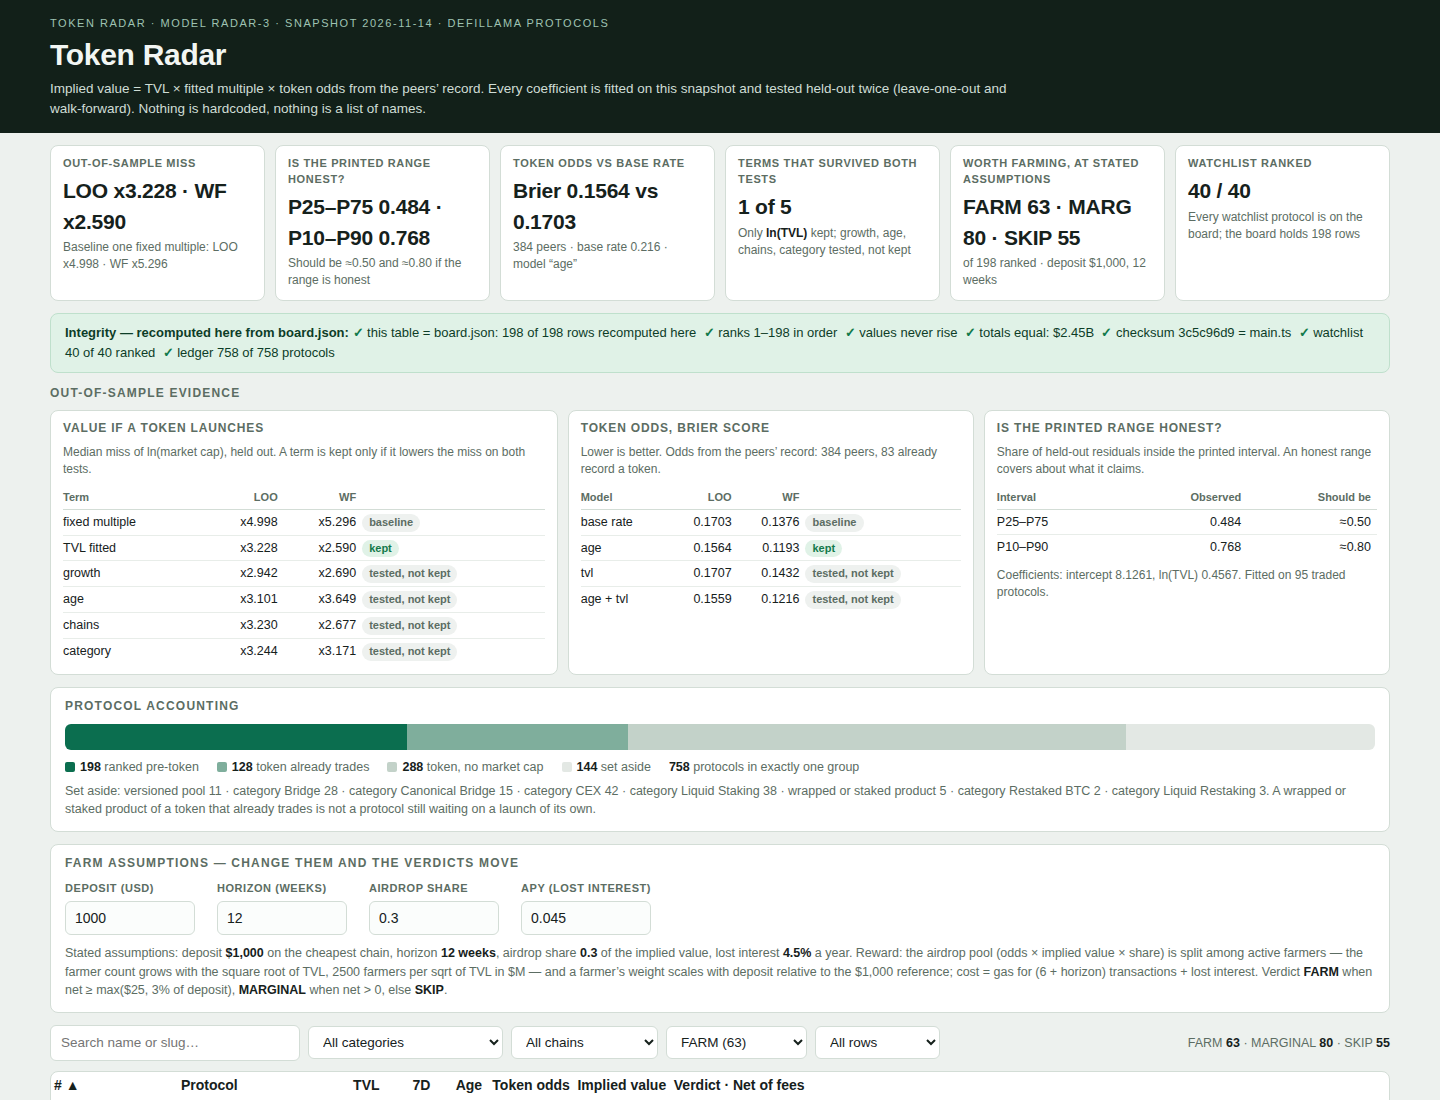 TOKEN RADAR · MODEL RADAR-3 · SNAPSHOT 2026-11-14 · DEFILLAMA PROTOCOLS
Token Radar
Implied value = TVL × fitted multiple × token odds from the peers’ record. Every coefficient is fitted on this snapshot and tested held-out twice (leave-one-out and
walk-forward). Nothing is hardcoded, nothing is a list of names.
OUT-OF-SAMPLE MISS
LOO x3.228 · WF
x2.590
Baseline one fixed multiple: LOO
x4.998 · WF x5.296
IS THE PRINTED RANGE
HONEST?
P25–P75 0.484 ·
P10–P90 0.768
Should be ≈0.50 and ≈0.80 if the
range is honest
TOKEN ODDS VS BASE RATE
Brier 0.1564 vs
0.1703
384 peers · base rate 0.216 ·
model “age”
TERMS THAT SURVIVED BOTH
TESTS
1 of 5
Only ln(TVL) kept; growth, age,
chains, category tested, not kept
WORTH FARMING, AT STATED
ASSUMPTIONS
FARM 63 · MARG
80 · SKIP 55
of 198 ranked · deposit $1,000, 12
weeks
WATCHLIST RANKED
40 / 40
Every watchlist protocol is on the
board; the board holds 198 rows
Integrity — recomputed here from board.json: ✓ this table = board.json: 198 of 198 rows recomputed here ✓ ranks 1–198 in order ✓ values never rise ✓ totals equal: $2.45B ✓ checksum 3c5c96d9 = main.ts ✓ watchlist
40 of 40 ranked ✓ ledger 758 of 758 protocols
OUT-OF-SAMPLE EVIDENCE
VALUE IF A TOKEN LAUNCHES
Median miss of ln(market cap), held out. A term is kept only if it lowers the miss on both
tests.
Term LOO WF
fixed multiple x4.998 x5.296 baseline
TVL fitted x3.228 x2.590 kept
growth x2.942 x2.690 tested, not kept
age x3.101 x3.649 tested, not kept
chains x3.230 x2.677 tested, not kept
category x3.244 x3.171 tested, not kept
TOKEN ODDS, BRIER SCORE
Lower is better. Odds from the peers’ record: 384 peers, 83 already
record a token.
Model LOO WF
base rate 0.1703 0.1376 baseline
age 0.1564 0.1193 kept
tvl 0.1707 0.1432 tested, not kept
age + tvl 0.1559 0.1216 tested, not kept
IS THE PRINTED RANGE HONEST?
Share of held-out residuals inside the printed interval. An honest range
covers about what it claims.
Interval Observed Should be
P25–P75 0.484 ≈0.50
P10–P90 0.768 ≈0.80
Coefficients: intercept 8.1261, ln(TVL) 0.4567. Fitted on 95 traded
protocols.
PROTOCOL ACCOUNTING
198 ranked pre-token 128 token already trades 288 token, no market cap 144 set aside 758 protocols in exactly one group
Set aside: versioned pool 11 · category Bridge 28 · category Canonical Bridge 15 · category CEX 42 · category Liquid Staking 38 · wrapped or staked product 5 · category Restaked BTC 2 · category Liquid Restaking 3. A wrapped or
staked product of a token that already trades is not a protocol still waiting on a launch of its own.
FARM ASSUMPTIONS — CHANGE THEM AND THE VERDICTS MOVE
DEPOSIT (USD) HORIZON (WEEKS) AIRDROP SHARE APY (LOST INTEREST)
1000 12 0.3 0.045
Stated assumptions: deposit $1,000 on the cheapest chain, horizon 12 weeks, airdrop share 0.3 of the implied value, lost interest 4.5% a year. Reward: the airdrop pool (odds × implied value × share) is split among active farmers — the
farmer count grows with the square root of TVL, 2500 farmers per sqrt of TVL in $M — and a farmer’s weight scales with deposit relative to the $1,000 reference; cost = gas for (6 + horizon) transactions + lost interest. Verdict FARM when
net ≥ max($25, 3% of deposit), MARGINAL when net > 0, else SKIP.
Search name or slug… All categories All chains FARM (63) All rows FARM 63 · MARGINAL 80 · SKIP 55
# ▲ Protocol TVL 7D Age Token odds Implied value Verdict · Net of fees